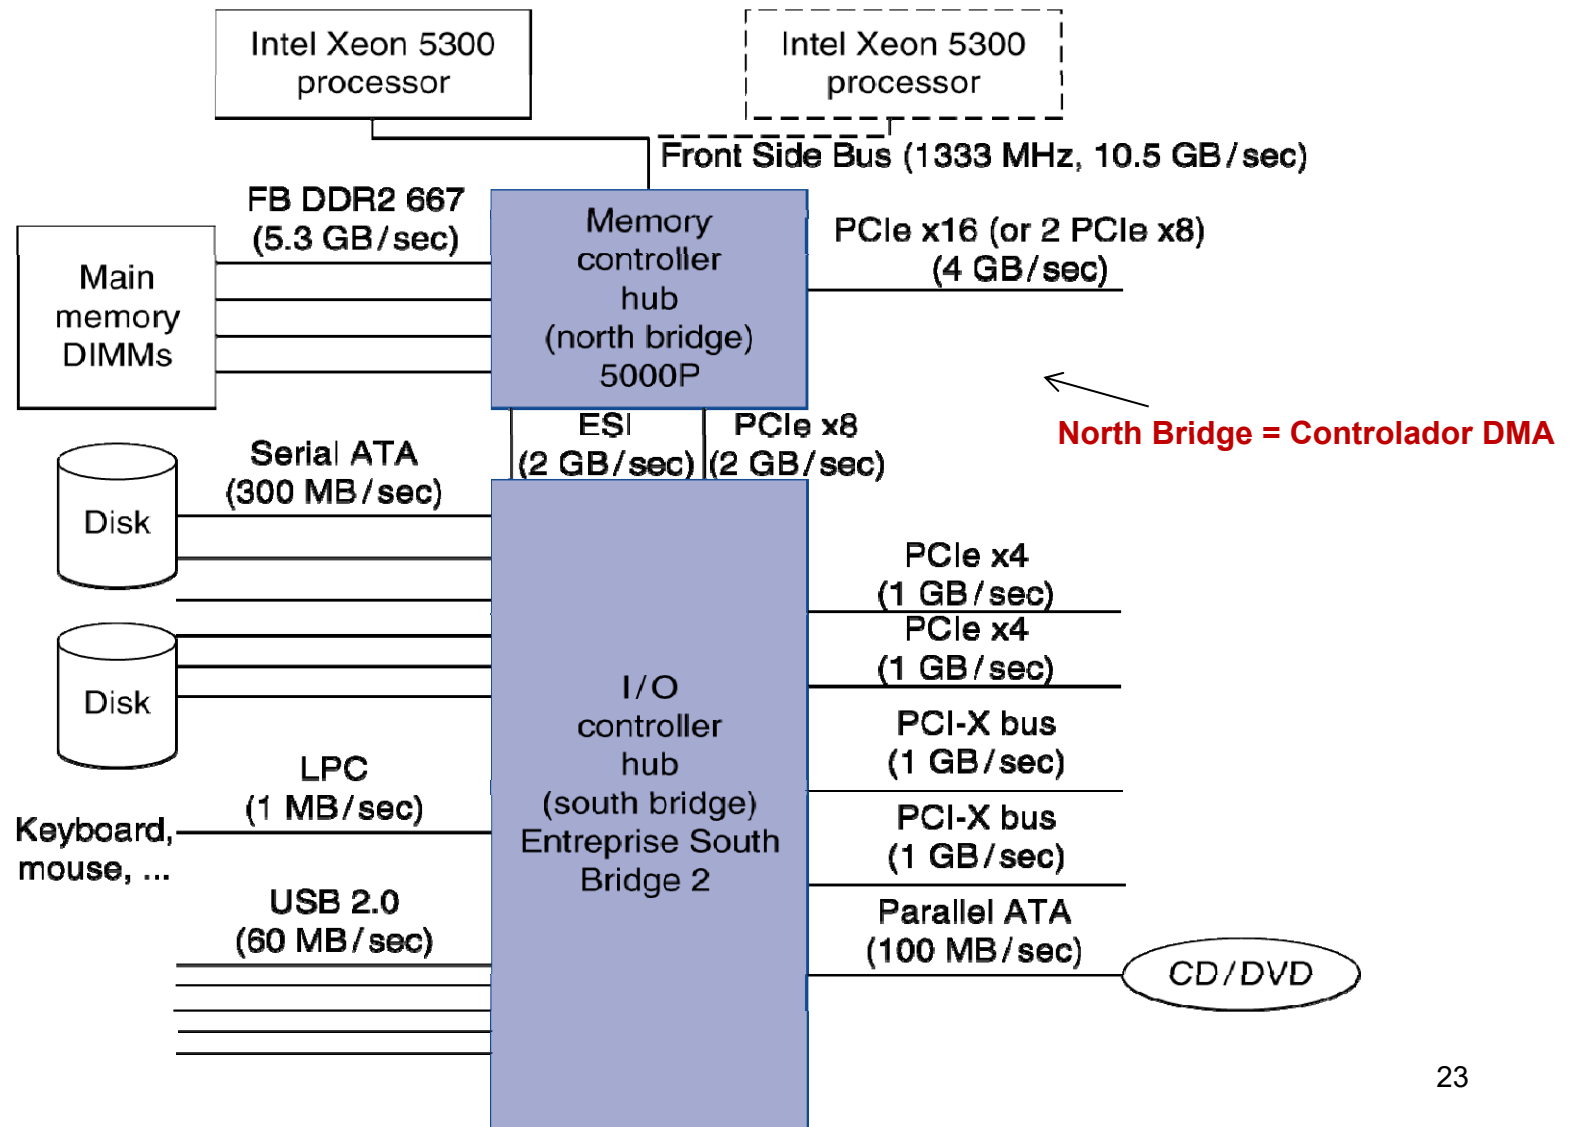 Intel Xeon 5300
processor
Intel Xeon 5300
processor
Front Side Bus (1333 MHz, 10.5 GB/sec)
FB DDR2 667
(5.3 GB/sec)
Main
memory
DIMMs
Memory
controller
hub
(north bridge)
5000P
PCIe x16 (or 2 PCIe x8)
(4 GB/sec)
North Bridge = Controlador DMA
ESI
(2 GB/sec)
PCIe x8
(2 GB/sec)
Serial ATA
(300 MB/sec)
Disk
Disk
LPC
(1 MB/sec)
Keyboard,
mouse, ...
USB 2.0
(60 MB/sec)
I/O
controller
hub
(south bridge)
Entreprise South
Bridge 2
PCIe x4
(1 GB/sec)
PCIe x4
(1 GB/sec)
PCI-X bus
(1 GB/sec)
PCI-X bus
(1 GB/sec)
Parallel ATA
(100 MB/sec)
CD/DVD
23